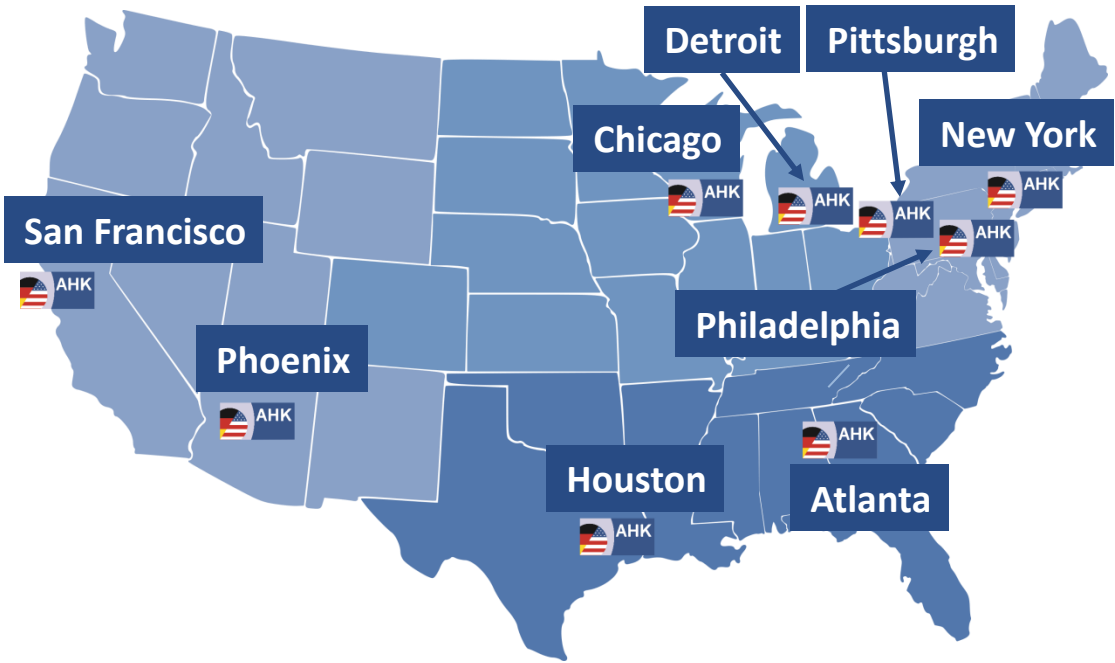 Detroit
Pittsburgh
Chicago
New York
AHK
AHK
AHK
AHK
San Francisco
AHK
AHK
Philadelphia
Phoenix
AHK
AHK
Houston
Atlanta
AHK